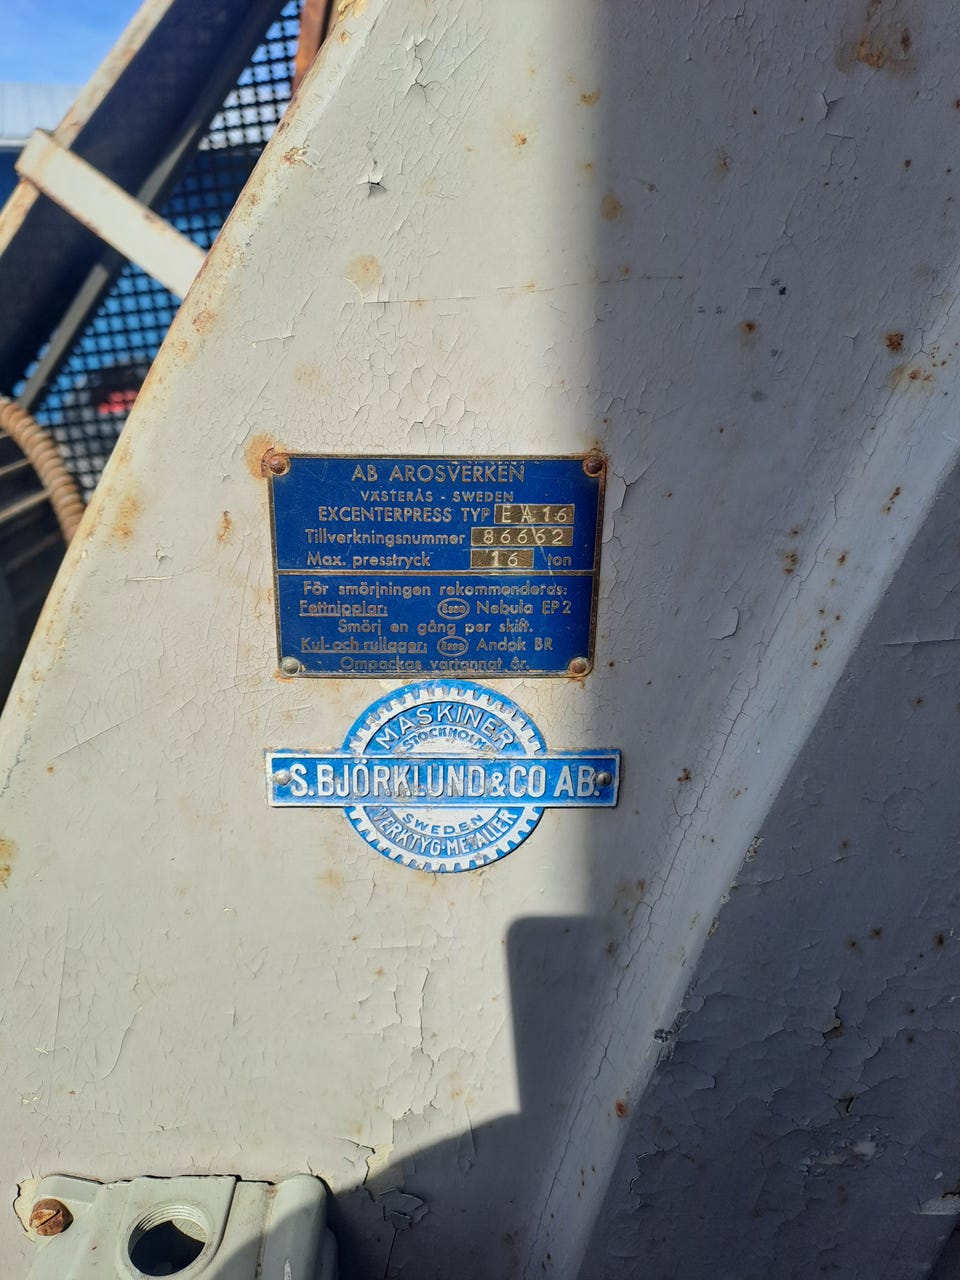 AB AROSVERKEN
VÄSTERÅS - SWEDEN
EXCENTERPRESS TYP EA16
Tillverkningsnummer 86662
Max. presstryck 16 ton
För smörjningen rekommenderas:
Fettnipplar: Esso Nebula EP2
Smörj en gång per skift.
Kul-och rullager: Esso Andok BR
Ompackas vartannat år.
MASKINER
STOCKHOLM
S. BJÖRKLUND & CO AB.
SWEDEN
VERKTYG-METALLER